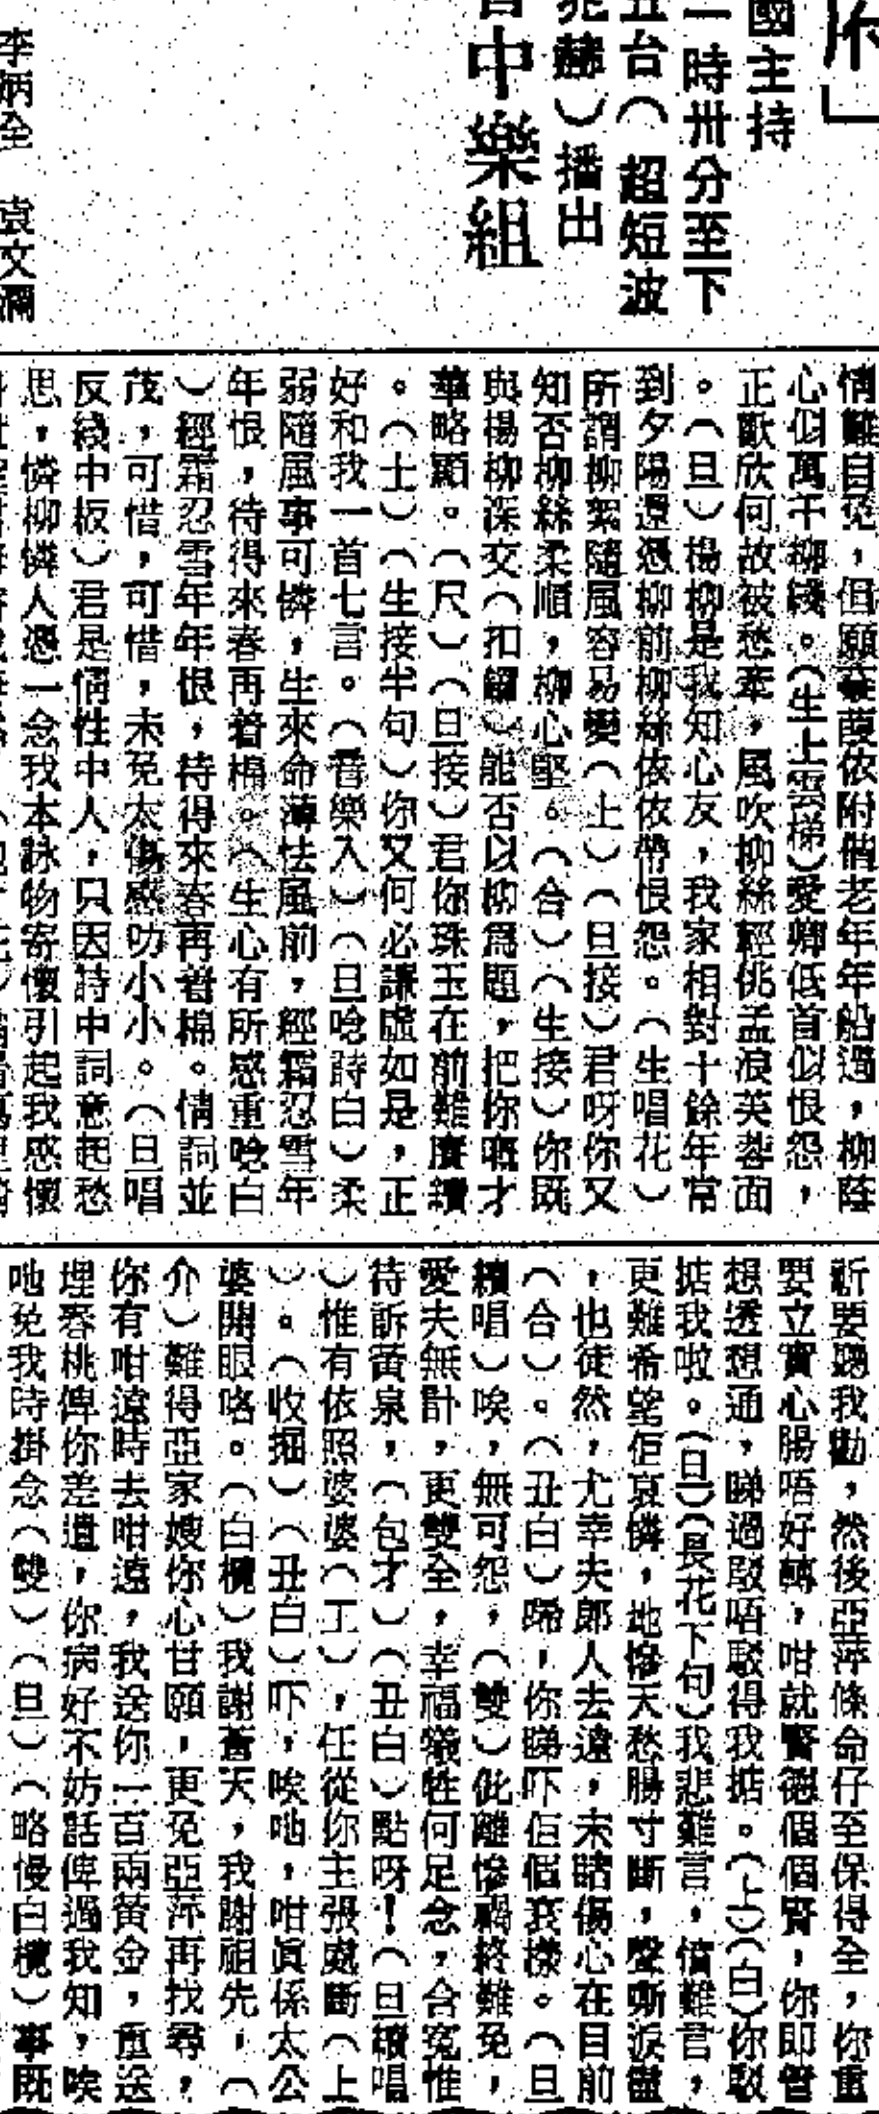 附」
國主持
一時卅分至下
五台（超短波
兆赫）播出
音中樂組
李炳全　袁文瀾
情難自免，但願蔴葭依附偕老年年船過，柳蔭
心似萬千柳綫。（生上雲梯）愛卿低首似恨怨，
正歡欣何故被愁牽，風吹柳絲輕佻孟浪芙蓉面
。（旦）楊柳是我知心友，我家相對十餘年常
到夕陽還憑柳前柳絲依依帶恨怨。（生唱花）
所謂柳絮隨風容易變（上）（旦接）君呀你又
知否柳絲柔順，柳心堅。（合）（生接）你既
與楊柳深交（扣鑼）能否以柳爲題，把你嘅才
華略顯。（尺）（旦接）君你珠玉在前難賡續
。（士）（生接半句）你又何必謙虛如是，正
好和我一首七言。（音樂入）（旦唸詩白）柔
弱隨風事可憐，生來命薄怯風前，經霜忍雪年
年恨，待得來春再着棉。（生心有所感重唸白
）經霜忍雪年年恨，待得來春再着棉。情詞並
茂，可惜，可惜，未免太傷感叻小小。（旦唱
反綫中板）君是情性中人，只因詩中詞意起愁
思，憐柳憐人憑一念我本詠物寄懷引起我感懷
新要聽我勸，然後亞萍條命仔至保得全，你重
要立實心腸唔好轉，咁就賢德個個賢，你即管
想透想通，睇過駁唔駁得我掂。（上）（白）你駁
掂我啦。（旦）（長花下句）我悲難言，憤難言，
更難希望佢哀憐，地慘天愁腸寸斷，聲嘶淚盡
，也徒然，尤幸夫郎人去遠，未睹傷心在目前
（合）。（丑白）歸，你睇吓佢個衰樣。（旦
續唱）唉，無可怨，（雙）仳離慘禍終難免，
愛夫無計，更雙全，幸福犧牲何足念，含冤惟
待訴黃泉，（包才）（丑白）點呀！（旦續唱
）惟有依照婆婆（工），任從你主張處斷（上
）。（收掘）（丑白）吓，唉吔，咁眞係太公
婆開眼咯。（白欖）我謝蒼天，我謝祖先，（
介）難得亞家嫂你心甘願，更免亞萍再找尋，
你有咁遠時去咁遠，我送你一百兩黃金，重送
埋春桃俾你差遣，你病好不妨話俾過我知，唉
吔免我時掛念（雙）（旦）（略慢白欖）事既